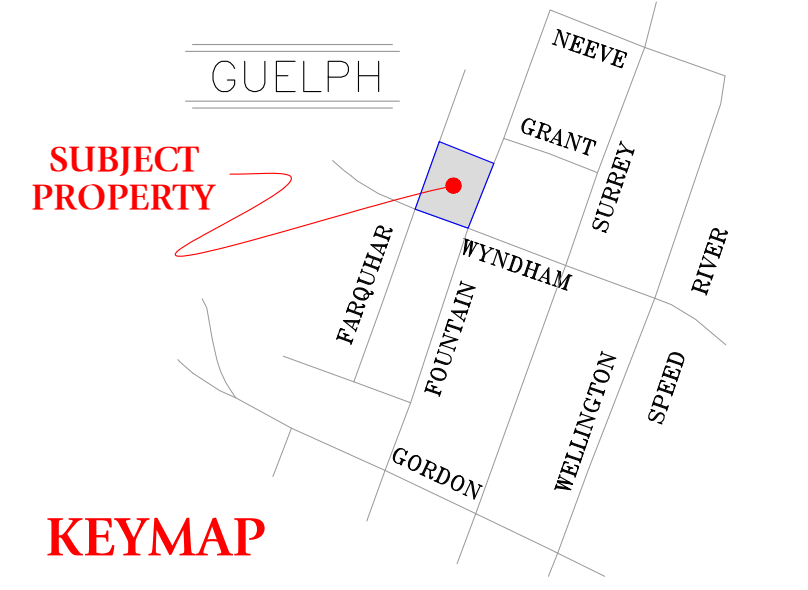 NEEVE
GUELPH
GRANT
SUBJECT
PROPERTY
SURREY
FARQUHAR
WYNDHAM
RIVER
FOUNTAIN
WELLINGTON
SPEED
GORDON
KEYMAP